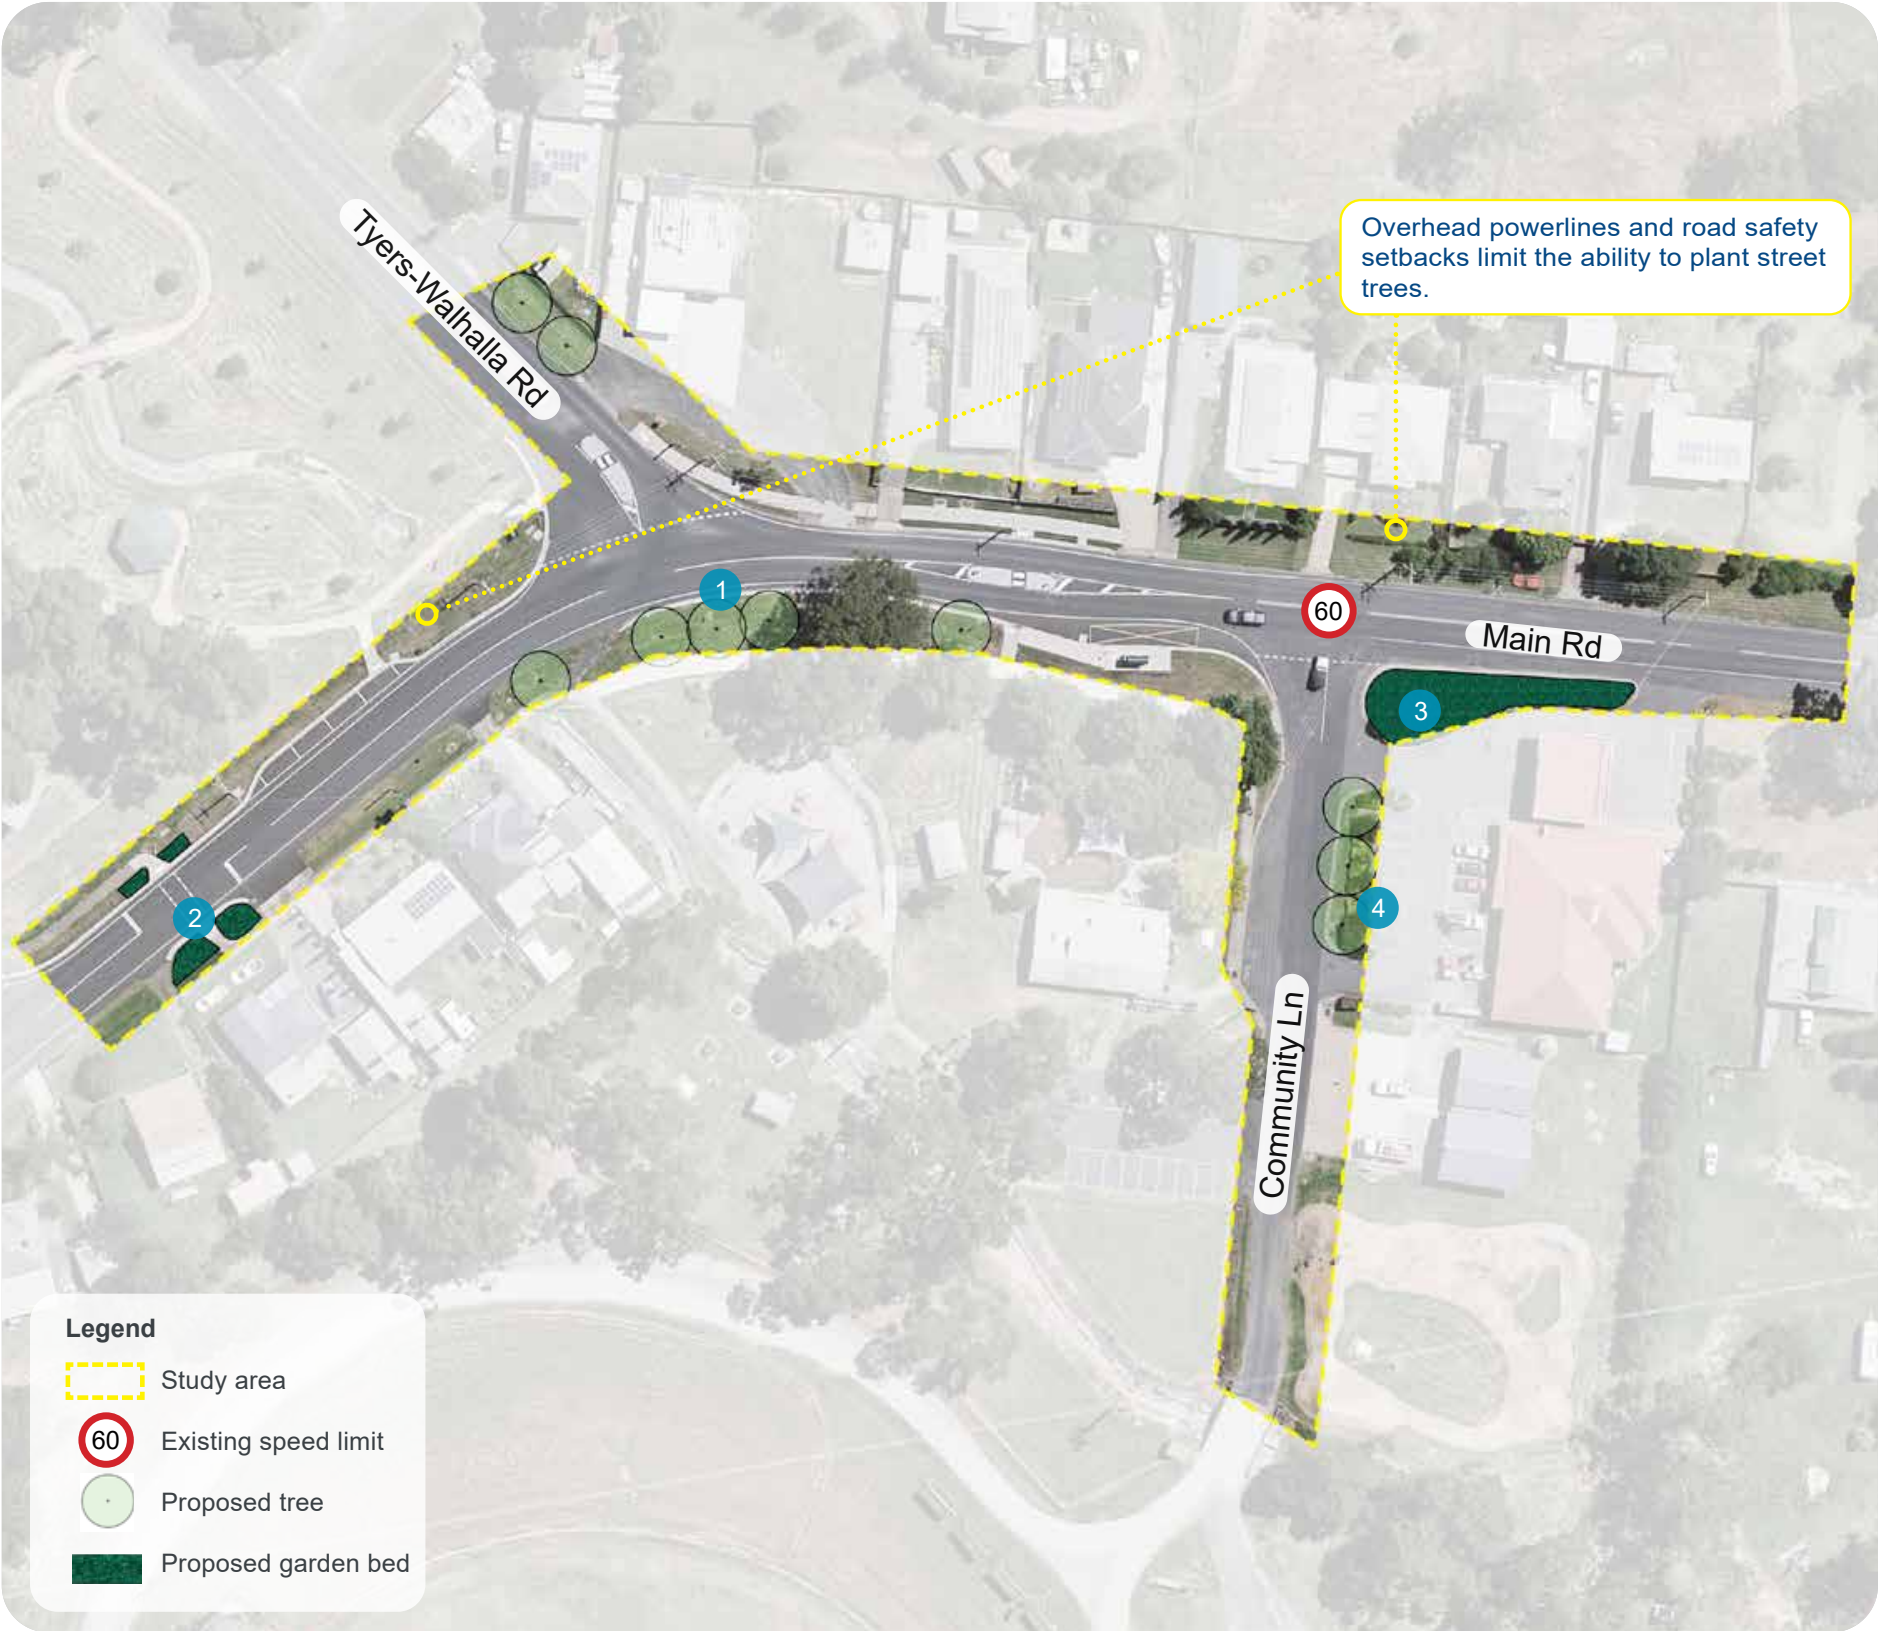 Tyers-Walhalla Rd
Overhead powerlines and road safety
setbacks limit the ability to plant street
trees.
1
60
Main Rd
3
2
4
Community Ln
Legend
Study area
60 Existing speed limit
Proposed tree
Proposed garden bed